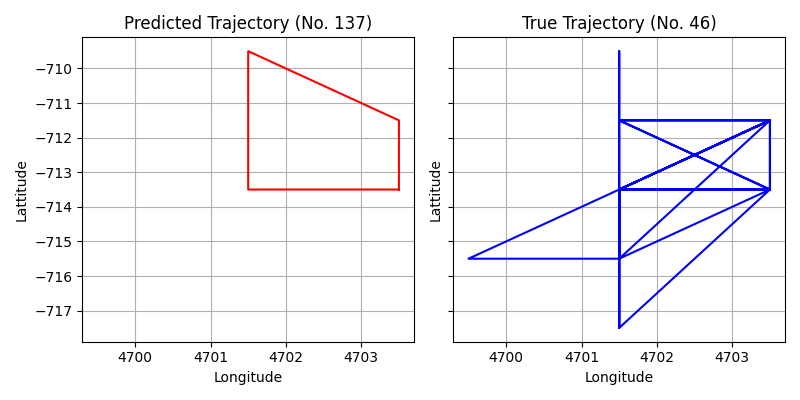 Predicted Trajectory (No. 137)
True Trajectory (No. 46)
Lattitude
−710
−711
−712
−713
−714
−715
−716
−717
4700
4701
4702
4703
Longitude
Lattitude
4700
4701
4702
4703
Longitude